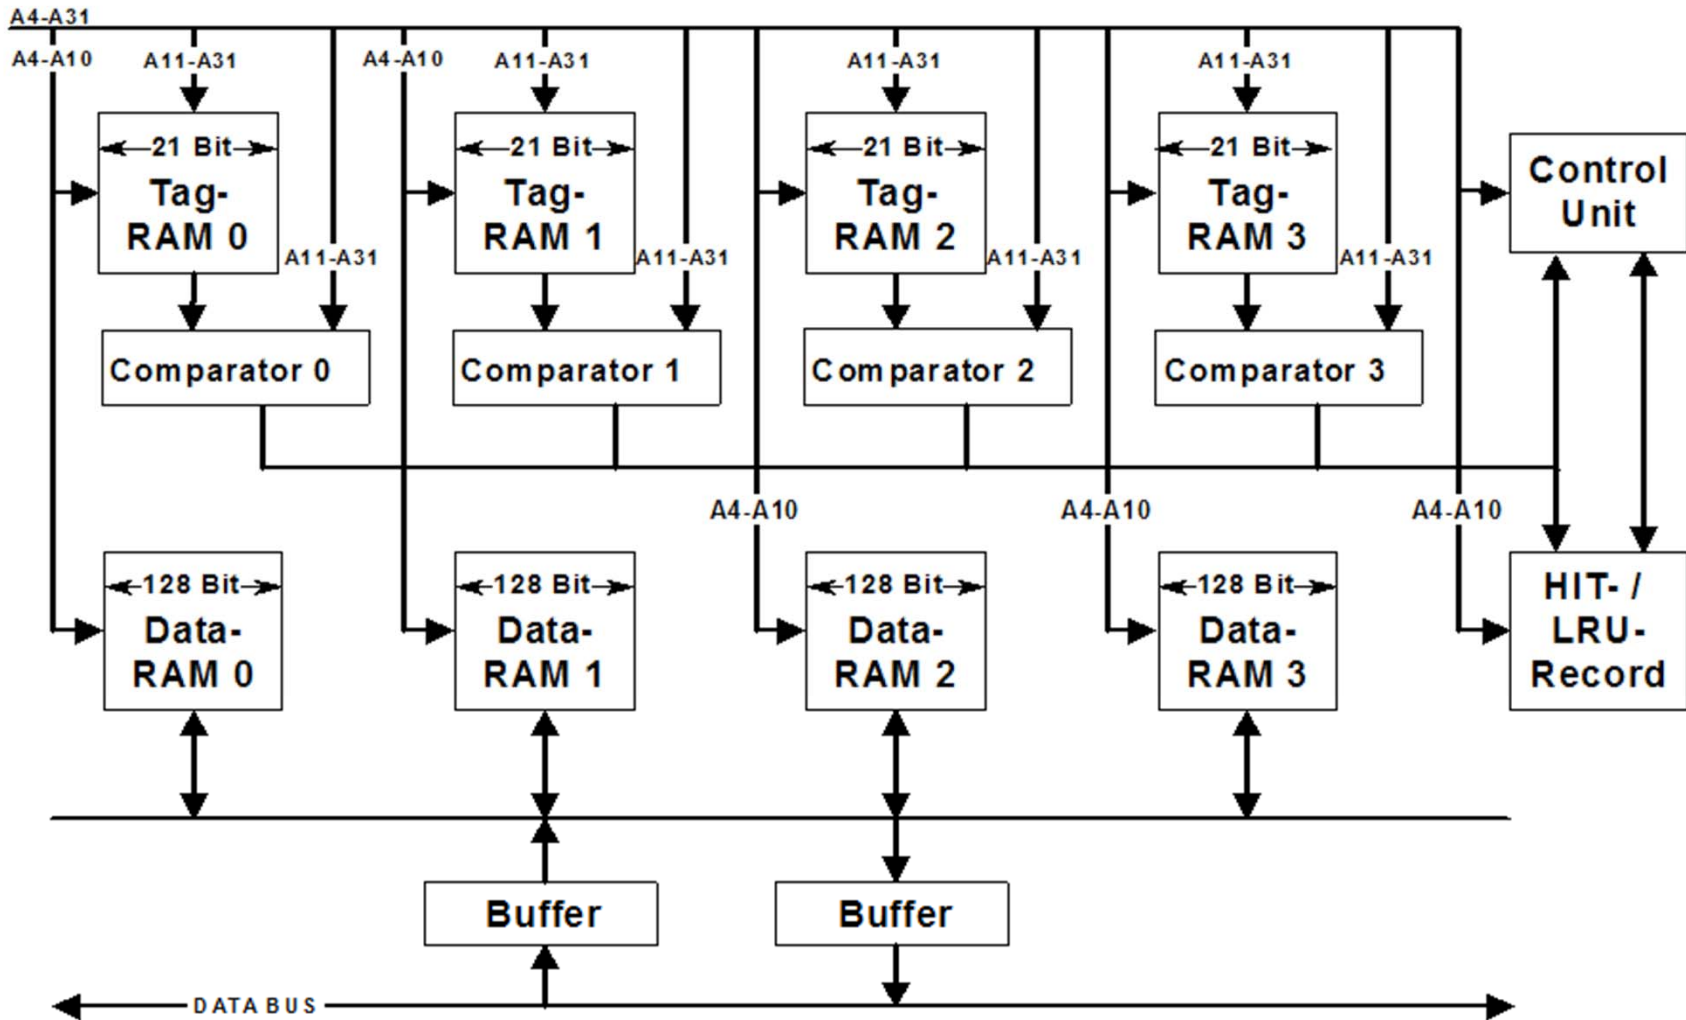 A4-A31
A4-A10
A11-A31
A4-A10
A11-A31
A11-A31
A11-A31
21 Bit
Tag-
RAM 0
21 Bit
Tag-
RAM 1
21 Bit
Tag-
RAM 2
21 Bit
Tag-
RAM 3
Control
Unit
A11-A31
A11-A31
A11-A31
A11-A31
Comparator 0
Comparator 1
Comparator 2
Comparator 3
A4-A10
A4-A10
A4-A10
128 Bit
Data-
RAM 0
128 Bit
Data-
RAM 1
128 Bit
Data-
RAM 2
128 Bit
Data-
RAM 3
HIT- /
LRU-
Record
Buffer
Buffer
DATA BUS